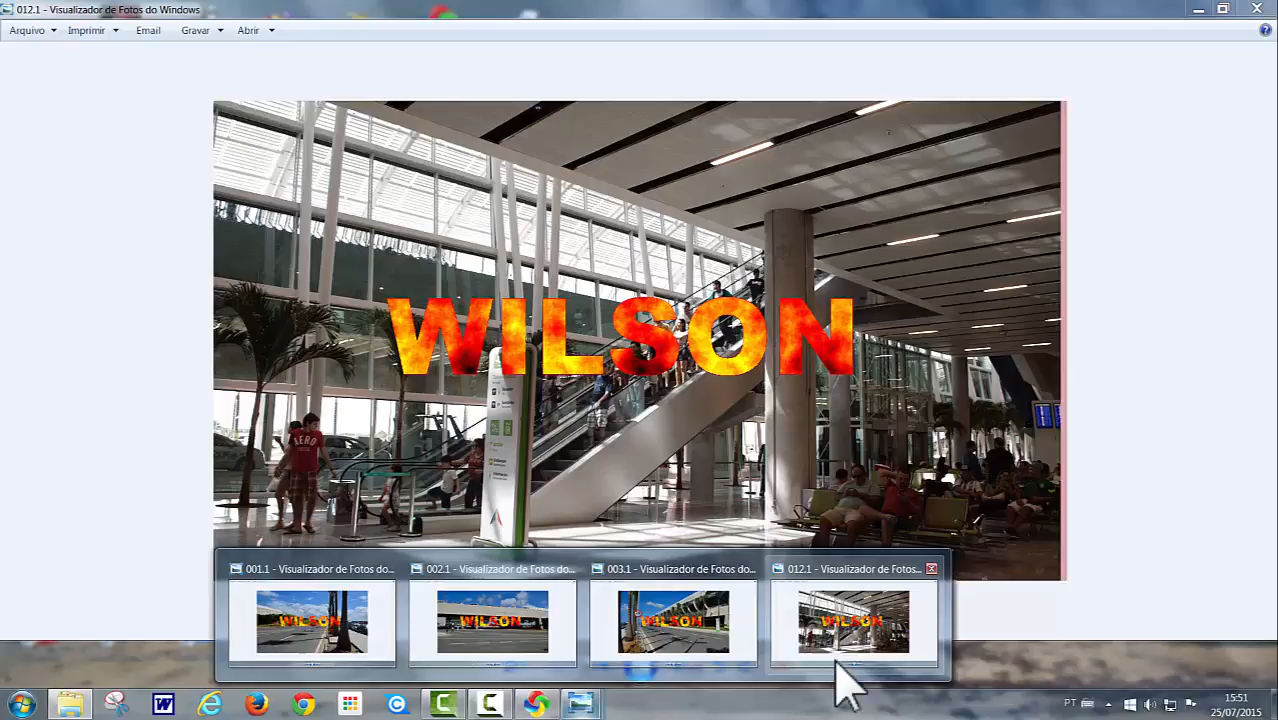 012.1 - Visualizador de Fotos do Windows
Arquivo Imprimir Email Gravar Abrir
WILSON
AERO
001.1 - Visualizador de Fotos do... 002.1 - Visualizador de Fotos do... 003.1 - Visualizador de Fotos do... 012.1 - Visualizador de Fotos...
WILSON WILSON WILSON WILSON
PT 15:51
25/07/2015